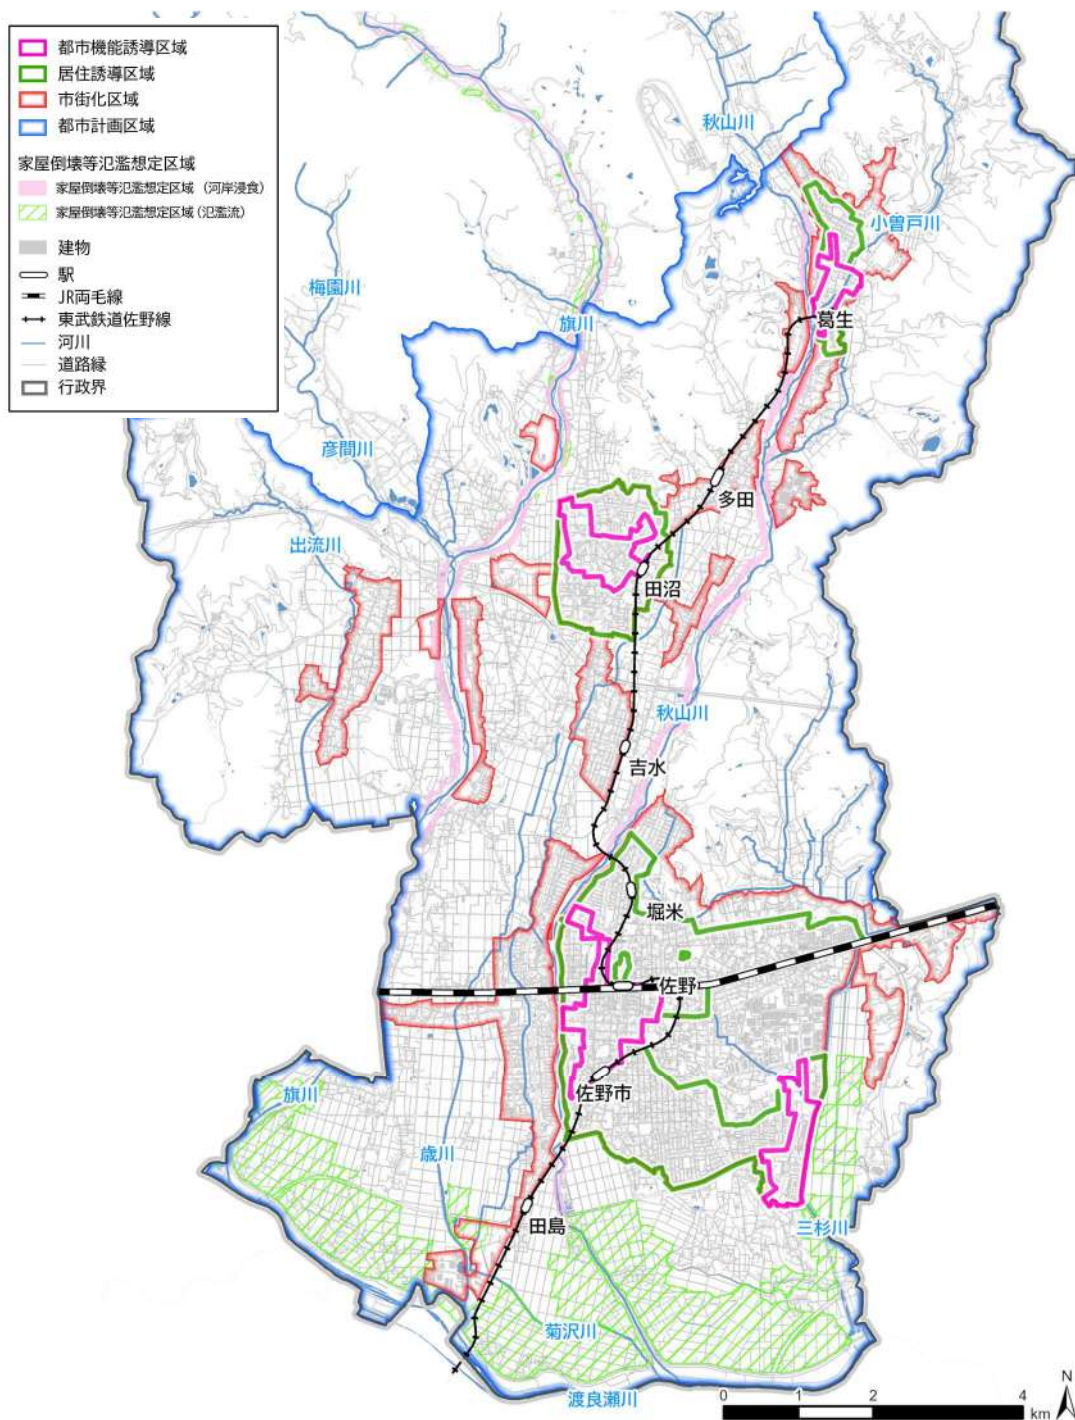 都市機能誘導区域
居住誘導区域
市街化区域
都市計画区域
家屋倒壊等氾濫想定区域
家屋倒壊等氾濫想定区域 (河岸浸食)
家屋倒壊等氾濫想定区域(氾濫流)
建物
駅
JR両毛線
東武鉄道佐野線
河川
道路縁
行政界
秋山川
小曽戸川
梅園川
旗川
葛生
彦間川
多田
出流川
田沼
秋山川
吉水
堀米
佐野
佐野市
旗川
歳川
田島
三杉川
菊沢川
渡良瀬川
N
0 1 2 4
km